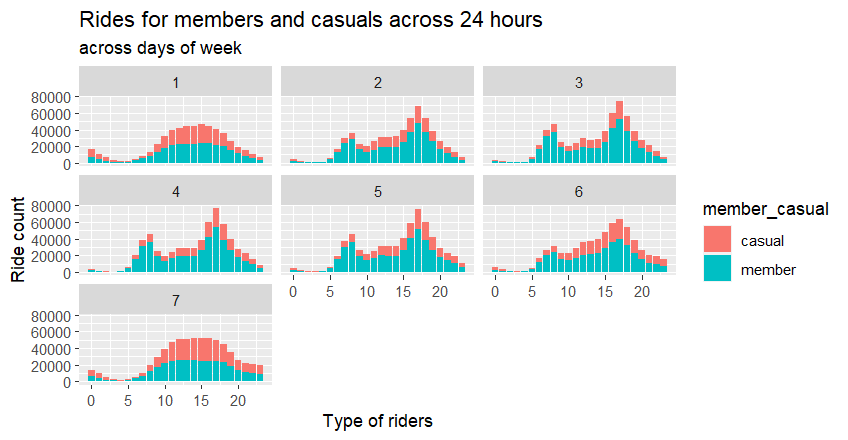 Rides for members and casuals across 24 hours
across days of week
1 2 3
80000
60000
40000
20000
0
4 5 6
80000
60000
40000
20000
0
0 5 10 15 20 0 5 10 15 20
7
80000
60000
40000
20000
0
0 5 10 15 20
Type of riders
Ride count
member_casual
casual
member